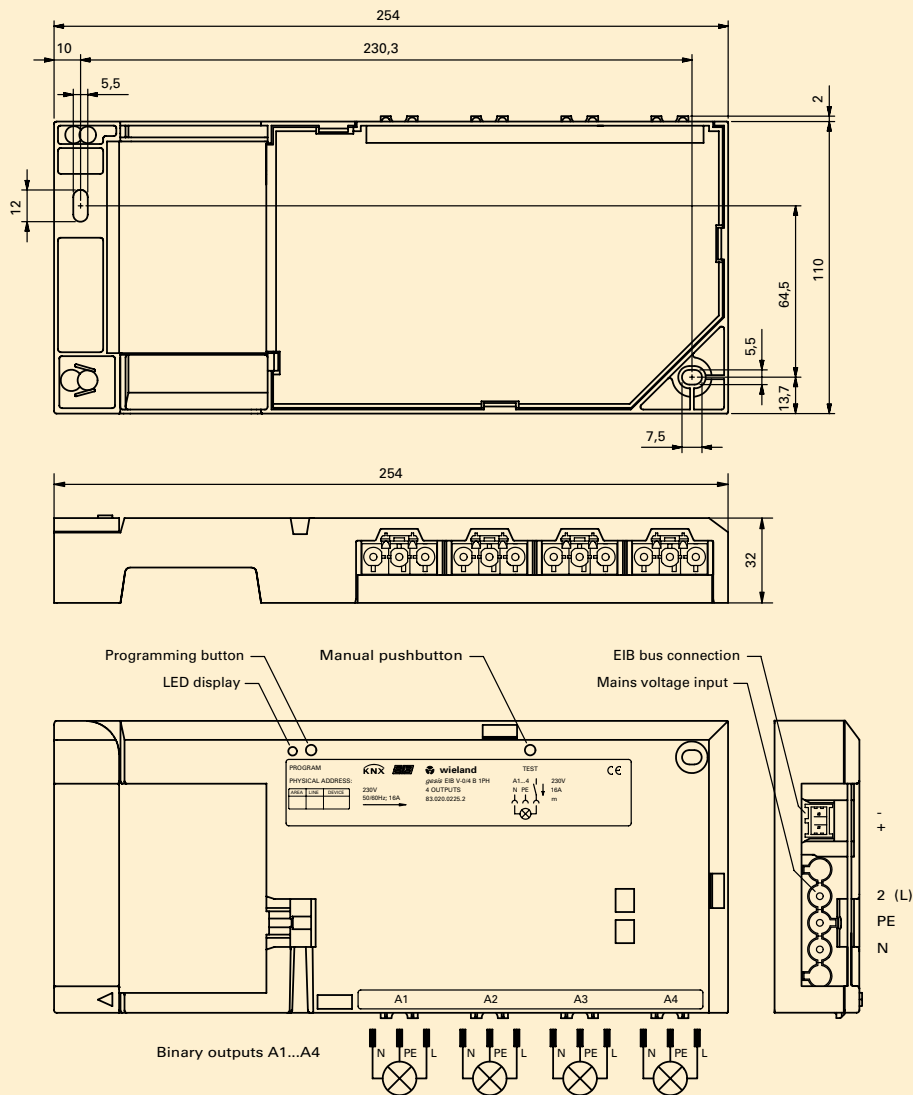 254
10
230,3
5,5
2
12
64,5
110
5,5
13,7
7,5
254
32
Programming button
Manual pushbutton
EIB bus connection
LED display
Mains voltage input
PROGRAM
KNX
wieland
TEST
CE
PHYSICAL ADDRESS:
gesis EIB V-0/4 B 1PH
A1...4
230V
AREA LINE DEVICE
230V
4 OUTPUTS
N PE
16A
50/60Hz; 16A
83.020.0225.2
m
-
+
2 (L)
PE
N
A1
A2
A3
A4
Binary outputs A1...A4
N PE L
N PE L
N PE L
N PE L